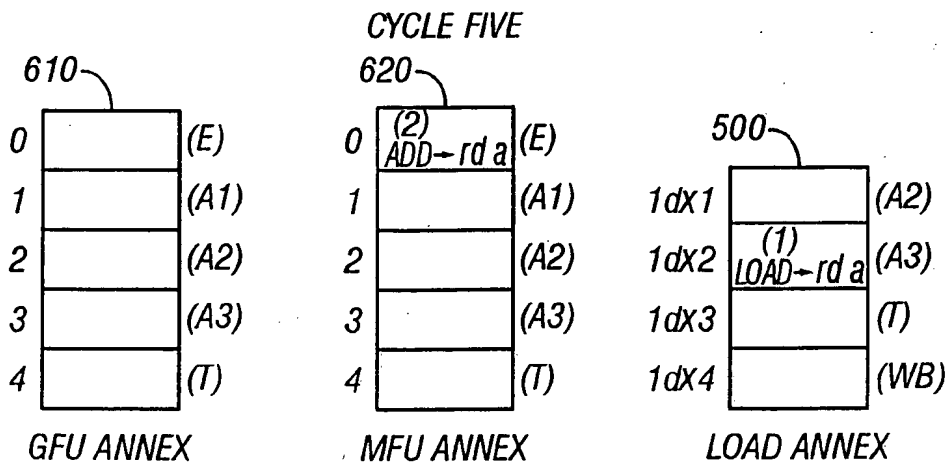 CYCLE FIVE
610
620
500
0 (E)
1 (A1)
2 (A2)
3 (A3)
4 (T)
GFU ANNEX
0 (2) ADD→rd a (E)
1 (A1)
2 (A2)
3 (A3)
4 (T)
MFU ANNEX
1dX1 (A2)
1dX2 (1) LOAD→rd a (A3)
1dX3 (T)
1dX4 (WB)
LOAD ANNEX